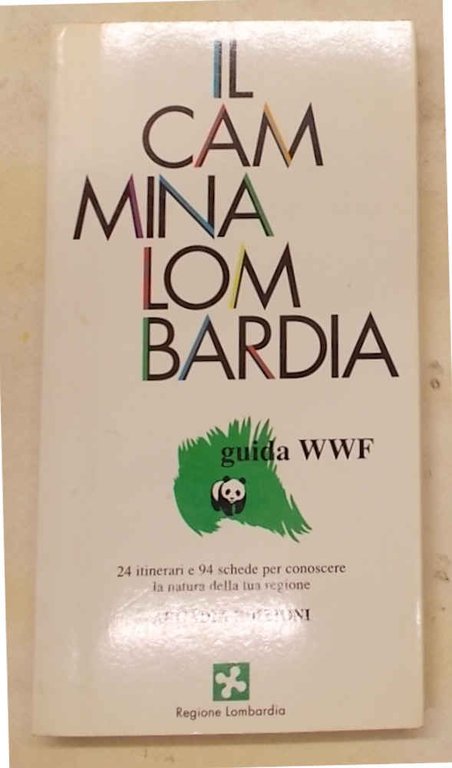 IL
CAM
MINA
LOM
BARDIA
guida WWF
24 itinerari e 94 schede per conoscere
la natura della tua regione
EDIZIONI
Regione Lombardia